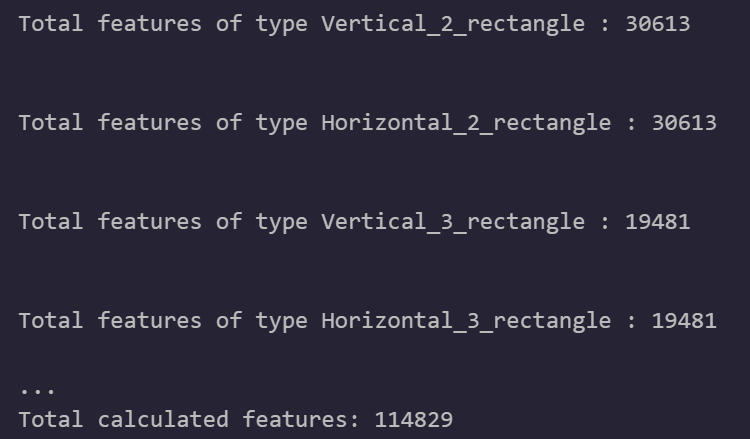 Total features of type Vertical_2_rectangle : 30613
Total features of type Horizontal_2_rectangle : 30613
Total features of type Vertical_3_rectangle : 19481
Total features of type Horizontal_3_rectangle : 19481
...
Total calculated features: 114829